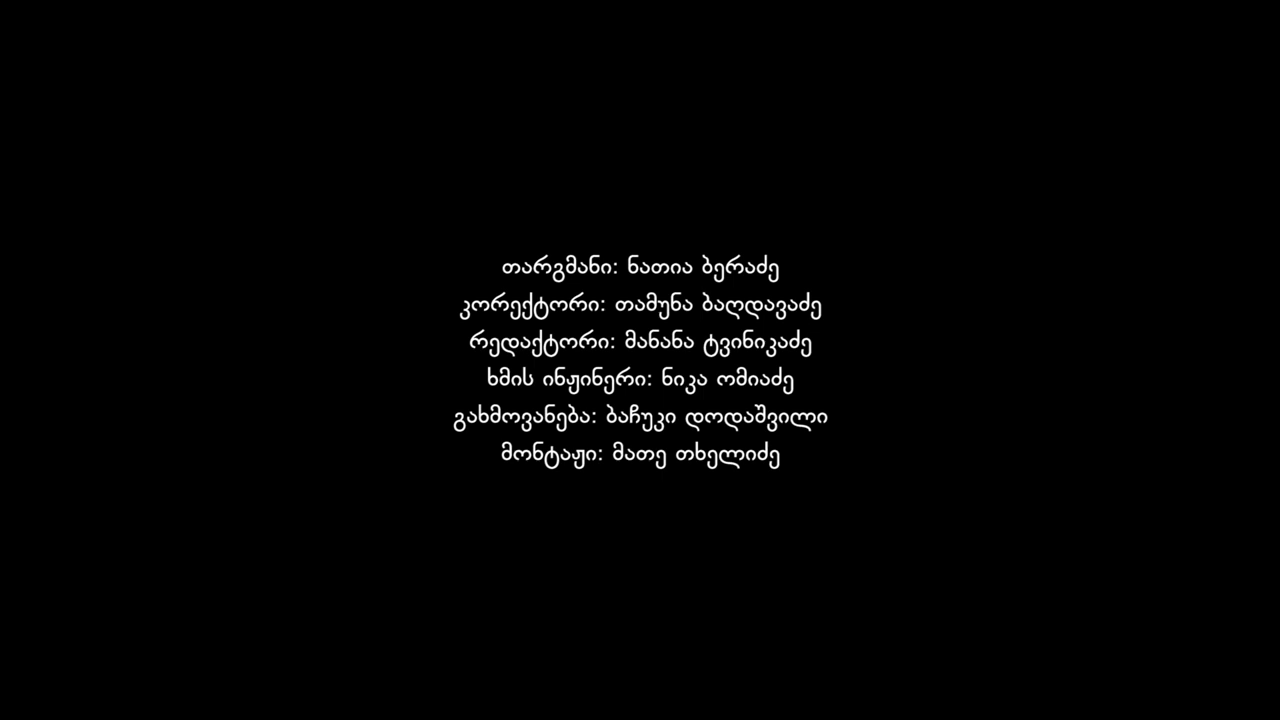 თარგმანი: ნათია ბერაძე
კორექტორი: თამუნა ბაღდავაძე
რედაქტორი: მანანა ტვინიკაძე
ხმის ინჟინერი: ნიკა ომიაძე
გახმოვანება: ბაჩუკი დოდაშვილი
მონტაჟი: მათე თხელიძე